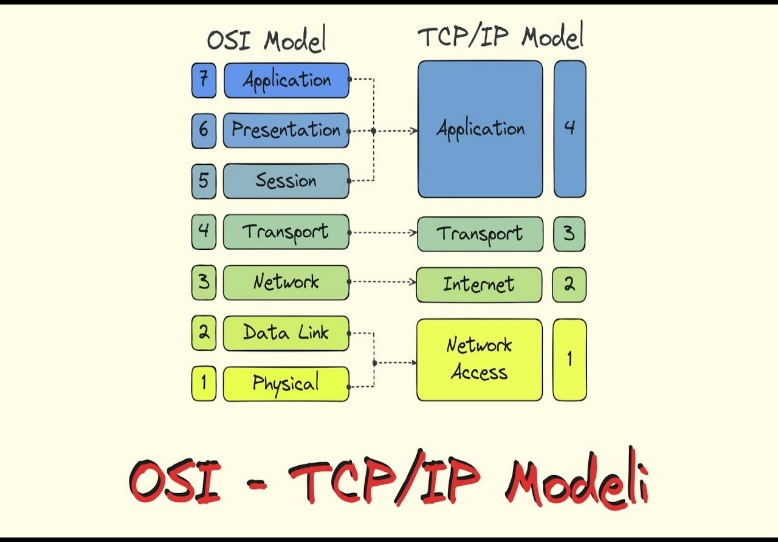 OSI Model
TCP/IP Model
7 Application
6 Presentation
5 Session
4 Transport
3 Network
2 Data Link
1 Physical
Application 4
Transport 3
Internet 2
Network
Access
1
OSI - TCP/IP Modeli